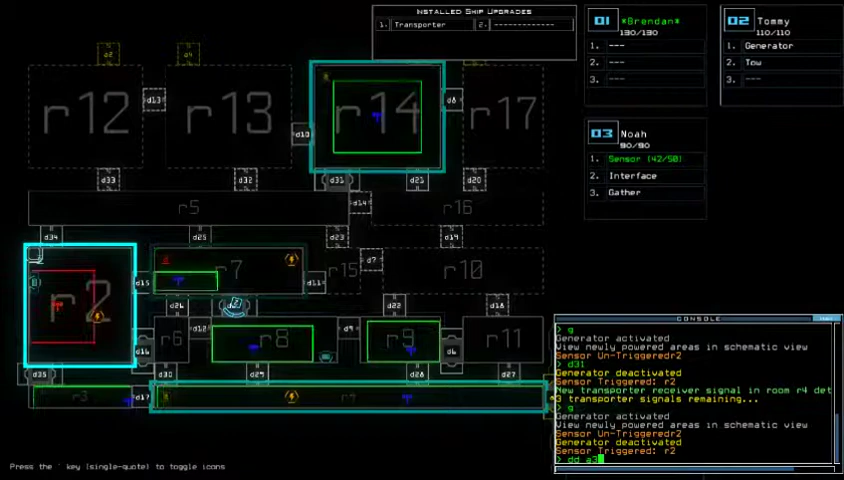 INSTALLED SHIP UPGRADES
1. Transporter 2. -------------
01 *Brendan*
130/130
1. ---
2. ---
3. ---
02 Tommy
110/110
1. Generator
2. Tow
3. ---
03 Noah
90/90
1. Sensor (42/50)
2. Interface
3. Gather
a2
a4
r12
d13
r13
d10
r14
d8
r17
d33
d32
d31
d21
d20
r5
d14
r16
d34
d25
d23
d19
r2
d15
r7
d11
r15
d7
r10
d26
d22
d18
d16
r6
d12
r8
d9
r9
d6
r11
d35
d30
d29
d28
d27
r3
d17
CONSOLE
> g
Generator activated
View newly powered areas in schematic view
Sensor Un-Triggeredr2
> d31
Generator deactivated
Sensor Triggered: r2
New transporter receiver signal in room r4 det
3 transporter signals remaining...
> g
Generator activated
View newly powered areas in schematic view
Sensor Un-Triggeredr2
Generator deactivated
Sensor Triggered: r2
> dd a3
Press the ' key (single-quote) to toggle icons